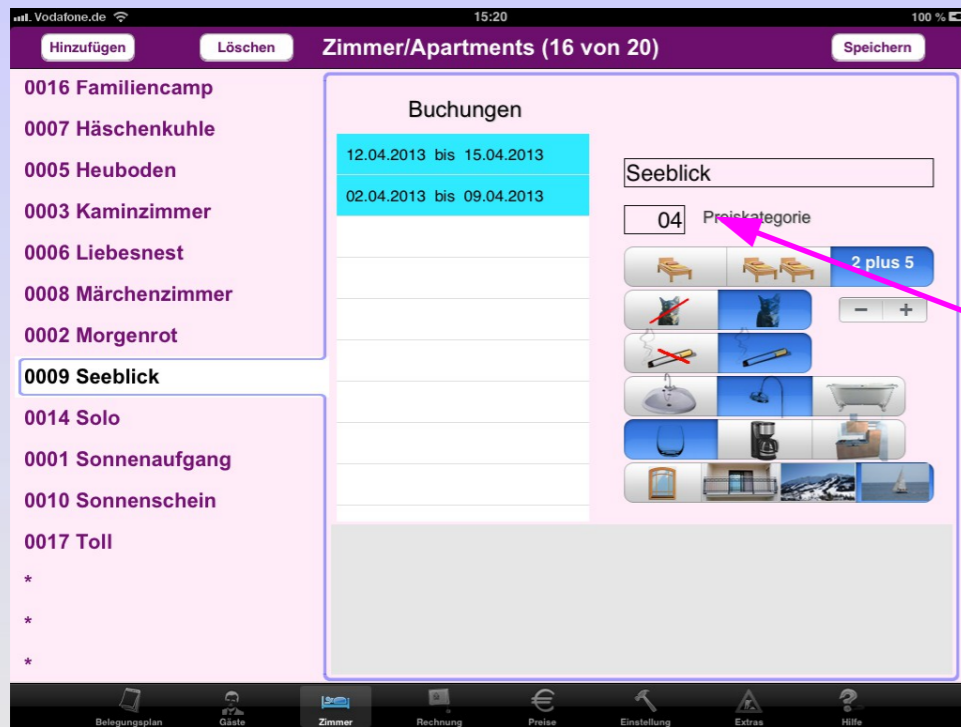 Vodafone.de 15:20 100 %
Hinzufügen Löschen Zimmer/Apartments (16 von 20) Speichern
0016 Familiencamp
0007 Häschenkuhle
0005 Heuboden
0003 Kaminzimmer
0006 Liebesnest
0008 Märchenzimmer
0002 Morgenrot
0009 Seeblick
0014 Solo
0001 Sonnenaufgang
0010 Sonnenschein
0017 Toll
*
*
*
Buchungen
12.04.2013 bis 15.04.2013
02.04.2013 bis 09.04.2013
Seeblick
04 Preiskategorie
2 plus 5
− +
Belegungsplan Gäste Zimmer Rechnung Preise Einstellung Extras Hilfe